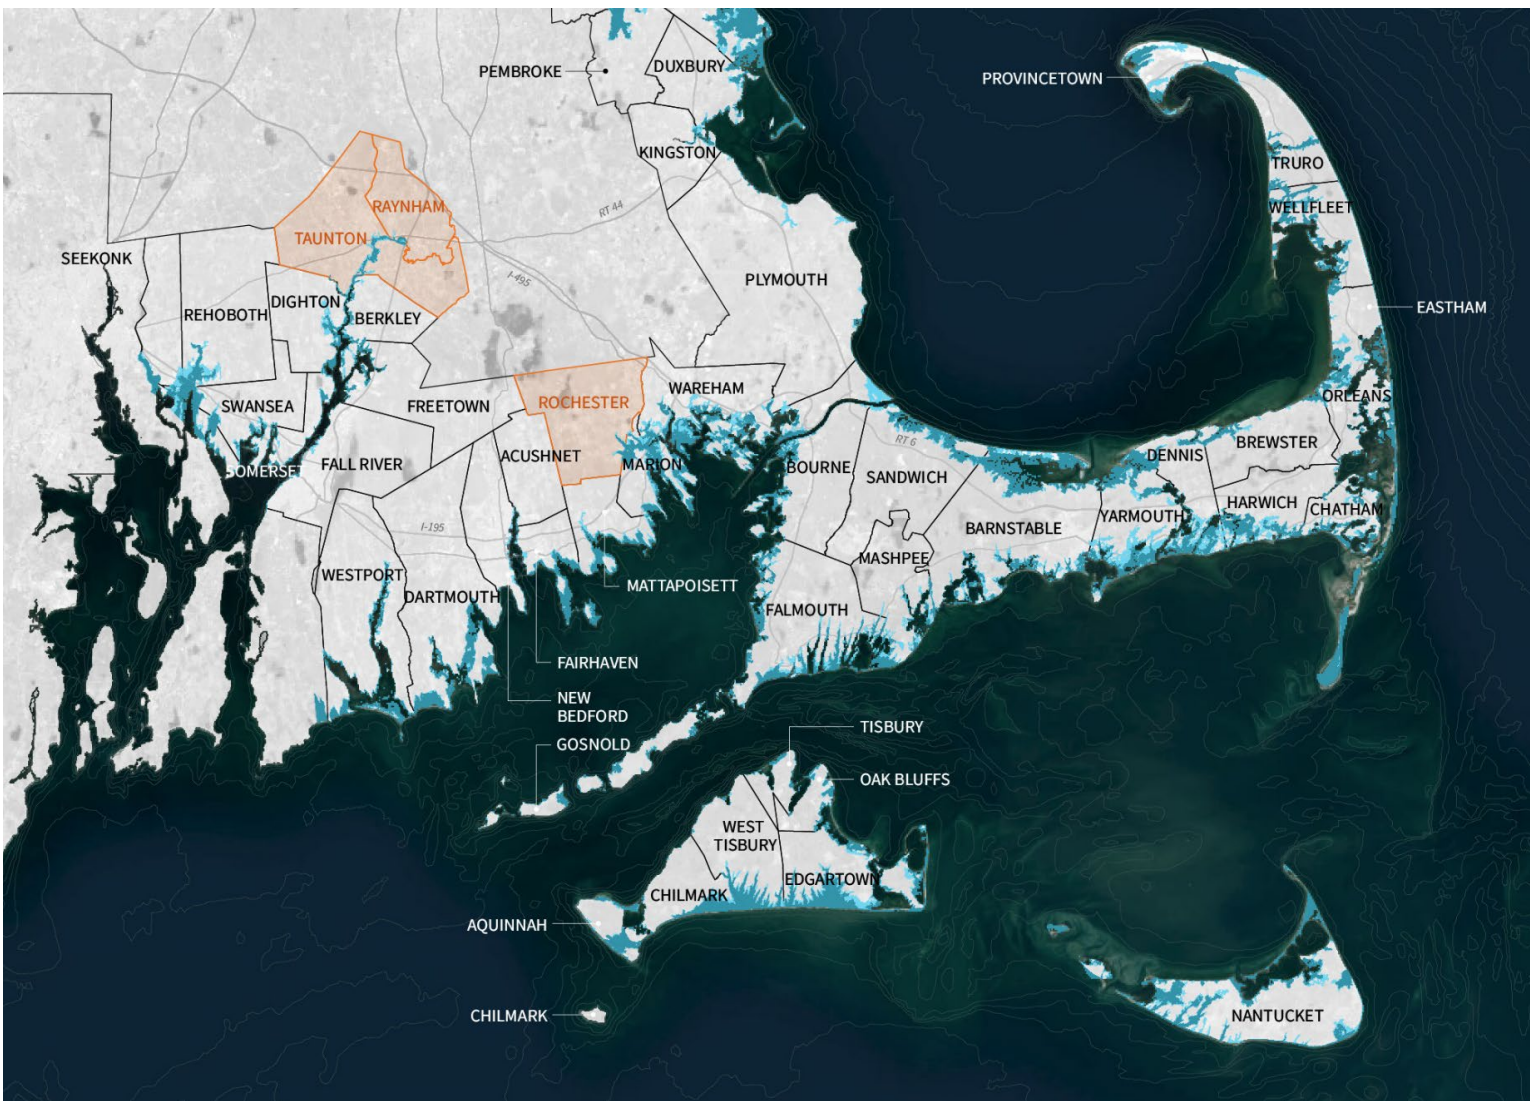 PEMBROKE
DUXBURY
PROVINCETOWN
KINGSTON
TRURO
RAYNHAM
RT 44
WELLFLEET
TAUNTON
SEEKONK
I-495
PLYMOUTH
DIGHTON
REHOBOTH
BERKLEY
EASTHAM
WAREHAM
ORLEANS
SWANSEA
FREETOWN
ROCHESTER
RT 6
BREWSTER
ACUSHNET
DENNIS
SOMERSET
FALL RIVER
MARION
BOURNE
SANDWICH
HARWICH
CHATHAM
YARMOUTH
I-195
BARNSTABLE
MASHPEE
WESTPORT
MATTAPOISETT
DARTMOUTH
FALMOUTH
FAIRHAVEN
NEW
BEDFORD
TISBURY
GOSNOLD
OAK BLUFFS
WEST
TISBURY
EDGARTOWN
CHILMARK
AQUINNAH
CHILMARK
NANTUCKET